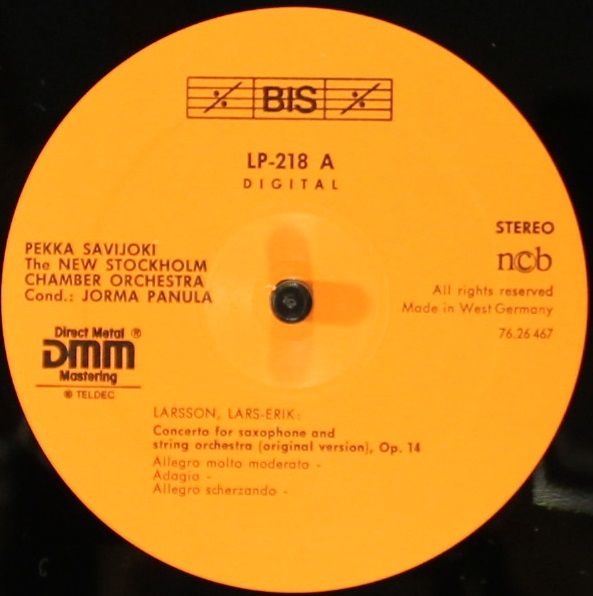 BIS
LP-218 A
DIGITAL
PEKKA SAVIJOKI
The NEW STOCKHOLM
CHAMBER ORCHESTRA
Cond.: JORMA PANULA
STEREO
ncb
All rights reserved
Made in West Germany
76.26 467
Direct Metal ®
DMM
Mastering
® TELDEC
LARSSON, LARS-ERIK:
Concerto for saxophone and
string orchestra (original version), Op. 14
Allegro molto moderato -
Adagio -
Allegro scherzando -